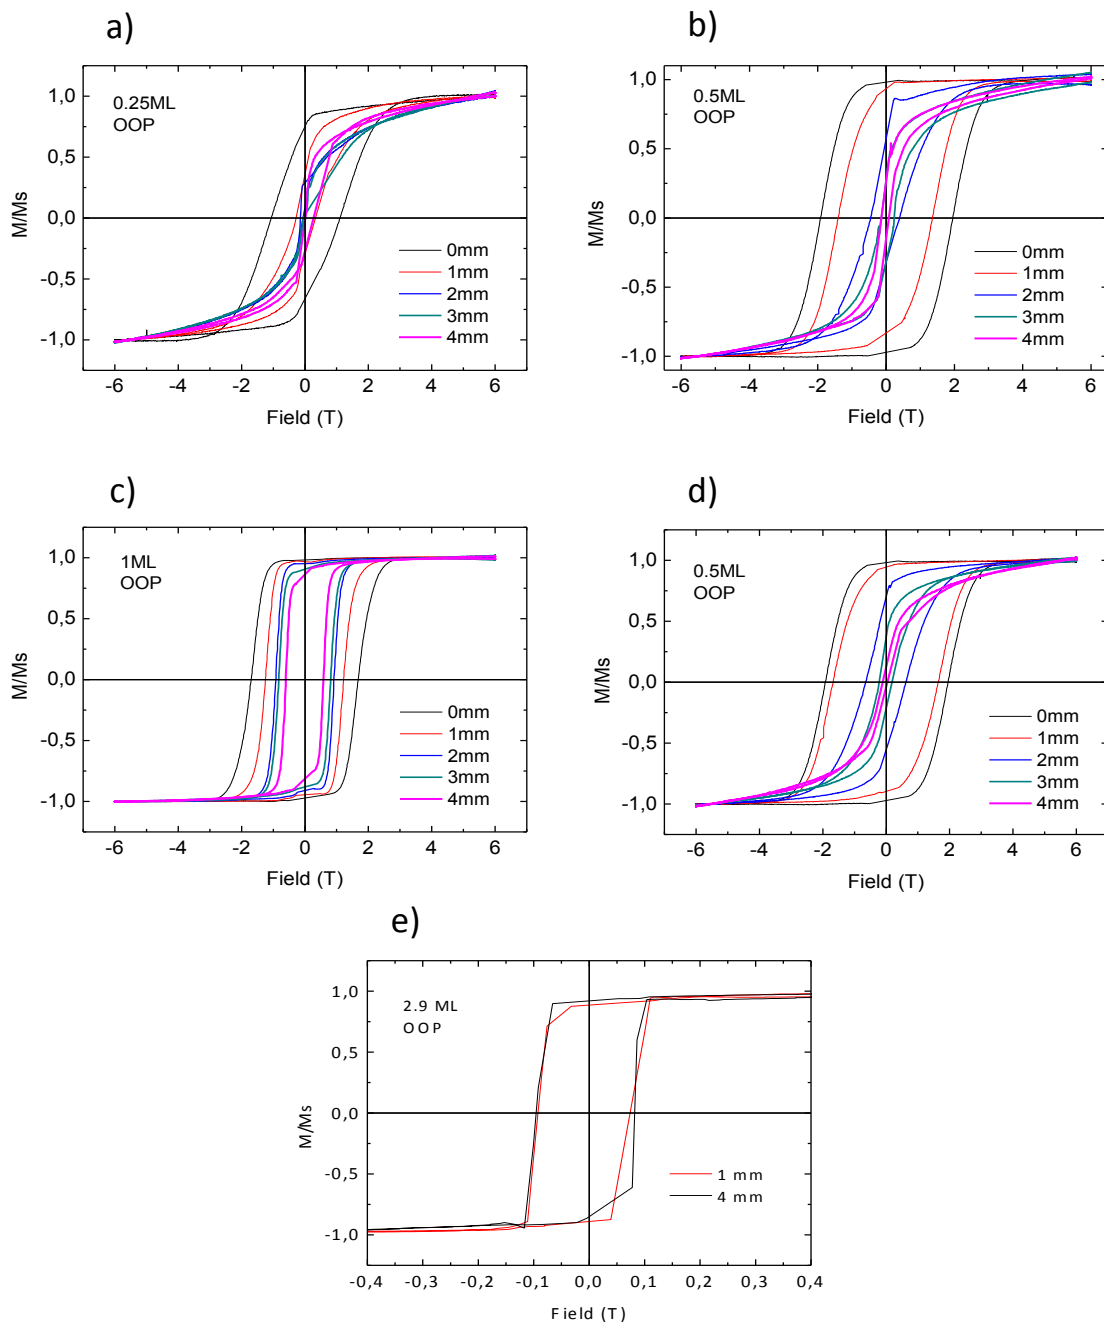 a)
1,0
0,5
0,0
-0,5
-1,0
M/Ms
0.25ML
OOP
0mm
1mm
2mm
3mm
4mm
-6 -4 -2 0 2 4 6
Field (T)
b)
1,0
0,5
0,0
-0,5
-1,0
M/Ms
0.5ML
OOP
0mm
1mm
2mm
3mm
4mm
-6 -4 -2 0 2 4 6
Field (T)
c)
1,0
0,5
0,0
-0,5
-1,0
M/Ms
1ML
OOP
0mm
1mm
2mm
3mm
4mm
-6 -4 -2 0 2 4 6
Field (T)
d)
1,0
0,5
0,0
-0,5
-1,0
M/Ms
0.5ML
OOP
0mm
1mm
2mm
3mm
4mm
-6 -4 -2 0 2 4 6
Field (T)
e)
1,0
0,5
0,0
-0,5
-1,0
M/Ms
2.9 ML
OOP
1 mm
4 mm
-0,4 -0,3 -0,2 -0,1 0,0 0,1 0,2 0,3 0,4
Field (T)